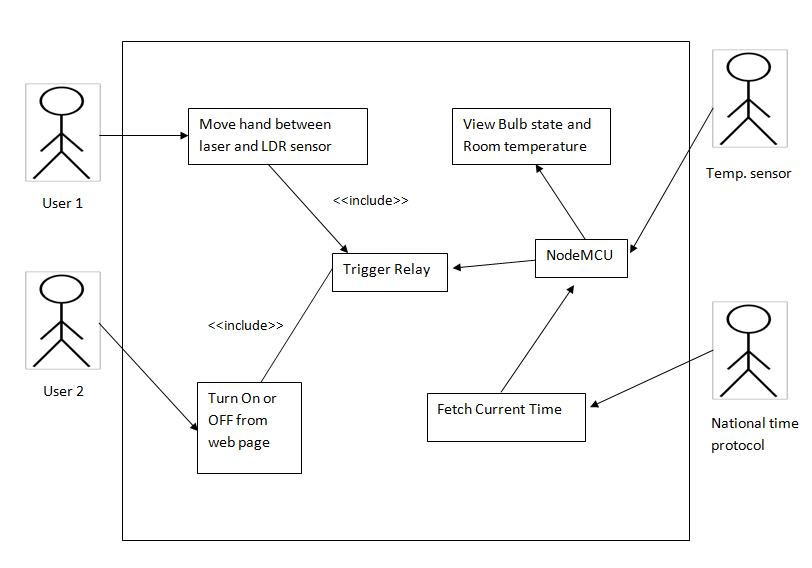 Move hand between
laser and LDR sensor
View Bulb state and
Room temperature
Temp. sensor
User 1
<<include>>
NodeMCU
Trigger Relay
<<include>>
User 2
Turn On or
OFF from
web page
Fetch Current Time
National time
protocol